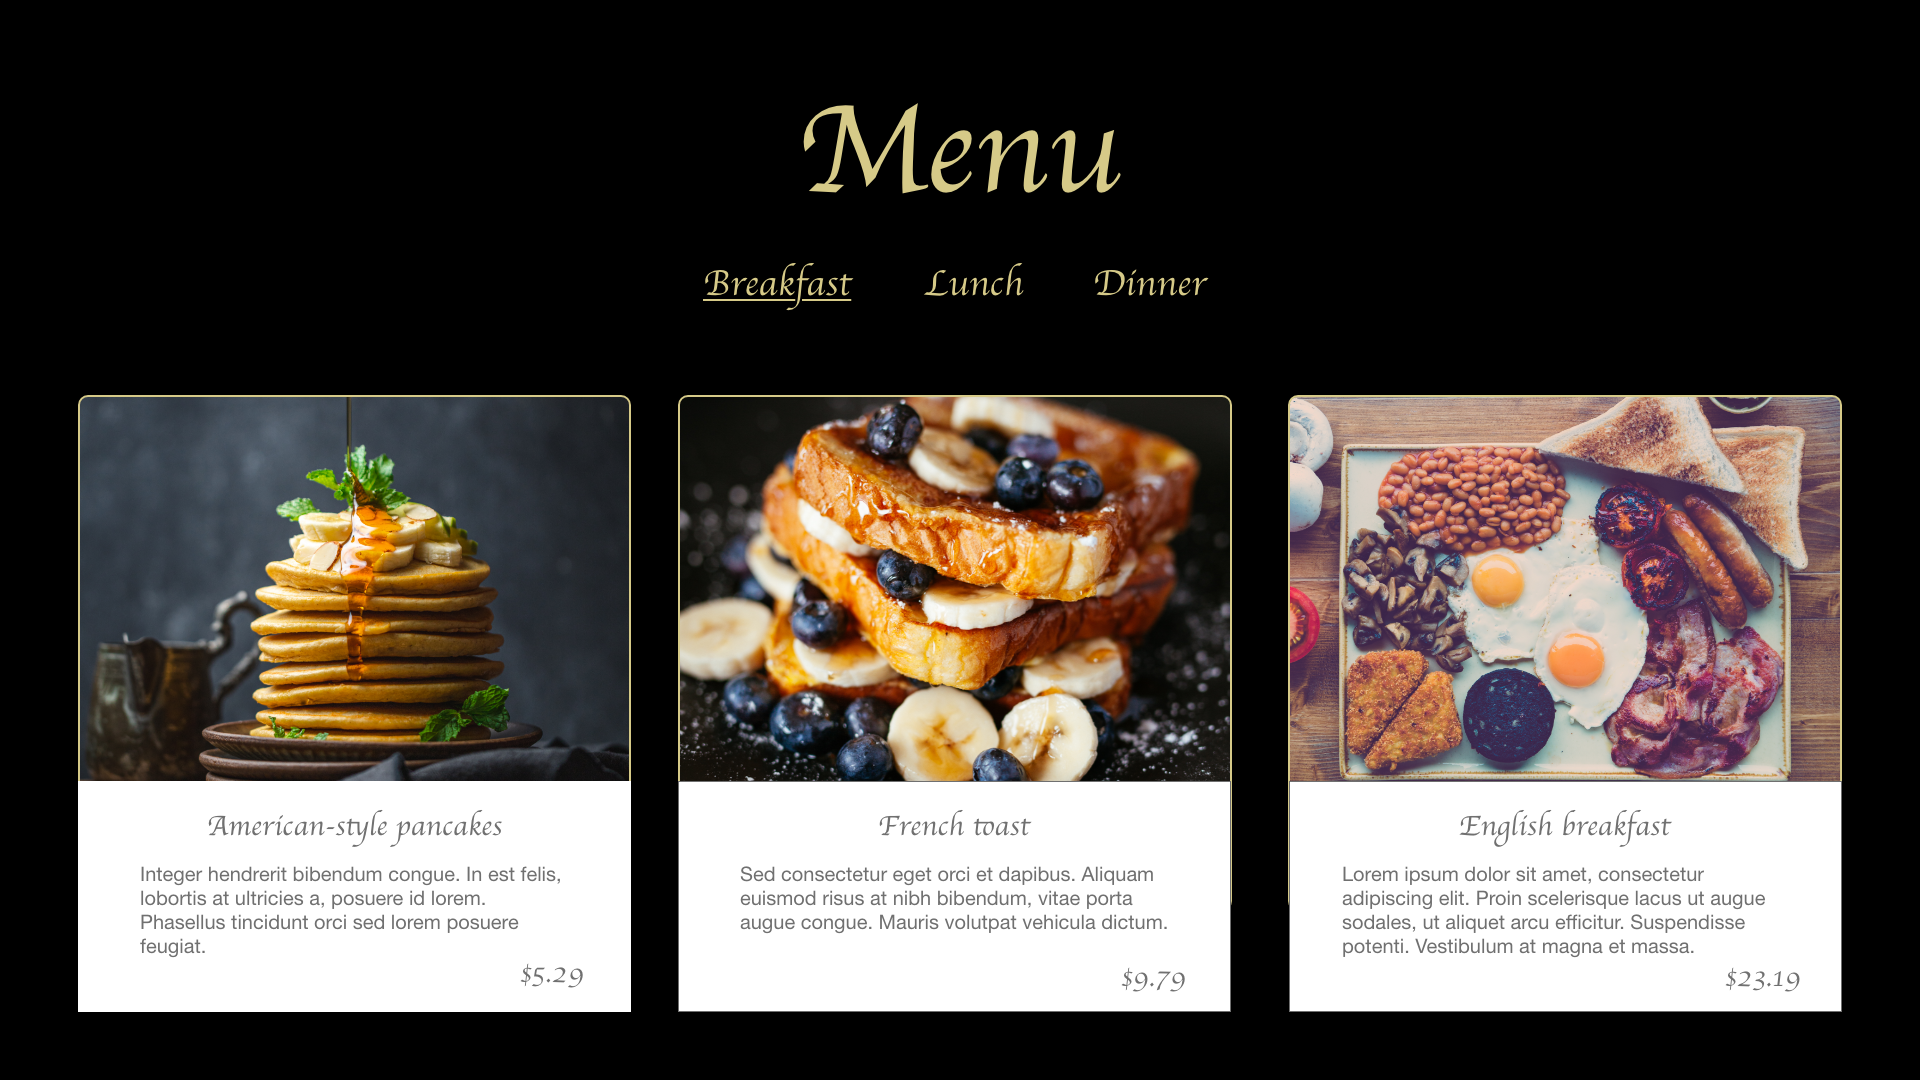 Menu
Breakfast Lunch Dinner
American-style pancakes
Integer hendrerit bibendum congue. In est felis,
lobortis at ultricies a, posuere id lorem.
Phasellus tincidunt orci sed lorem posuere
feugiat.
$5.29
French toast
Sed consectetur eget orci et dapibus. Aliquam
euismod risus at nibh bibendum, vitae porta
augue congue. Mauris volutpat vehicula dictum.
$9.79
English breakfast
Lorem ipsum dolor sit amet, consectetur
adipiscing elit. Proin scelerisque lacus ut augue
sodales, ut aliquet arcu efficitur. Suspendisse
potenti. Vestibulum at magna et massa.
$23.19